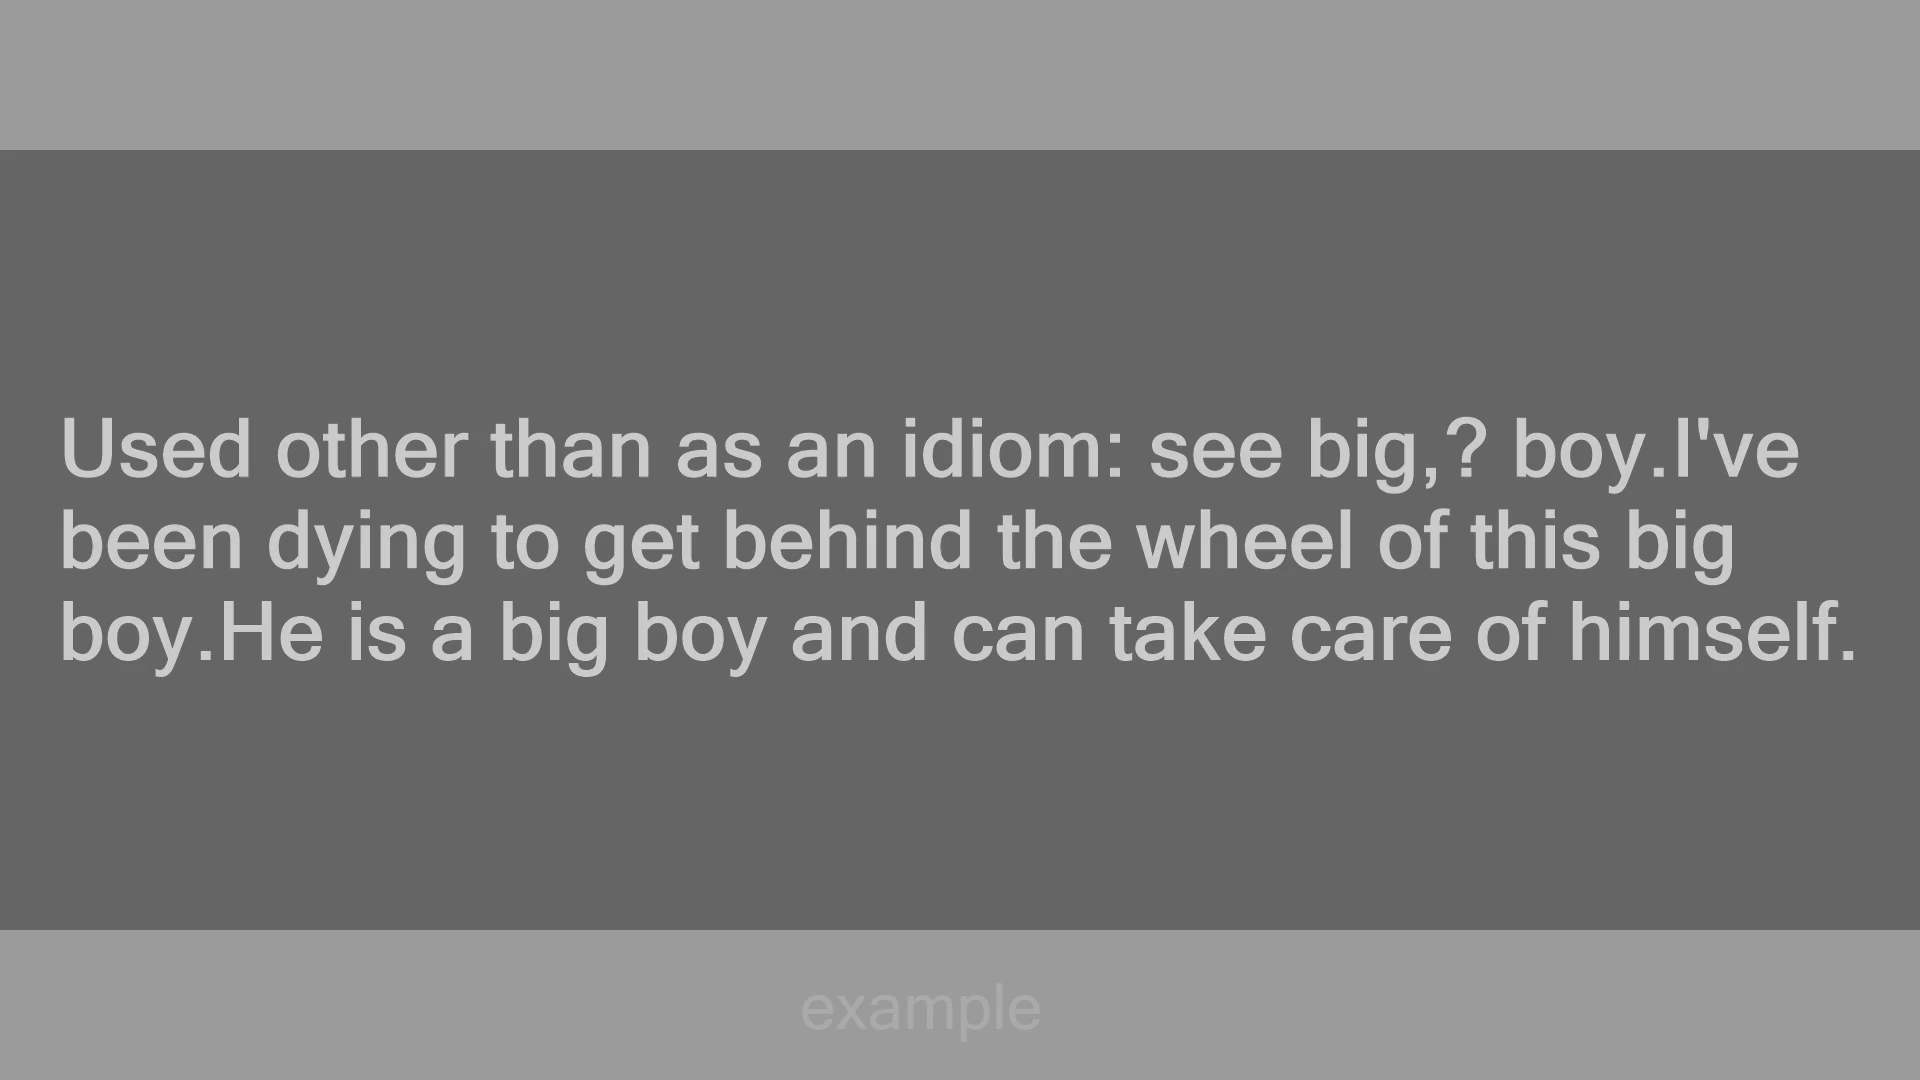 Used other than as an idiom: see big,? boy.I've
been dying to get behind the wheel of this big
boy.He is a big boy and can take care of himself.
example